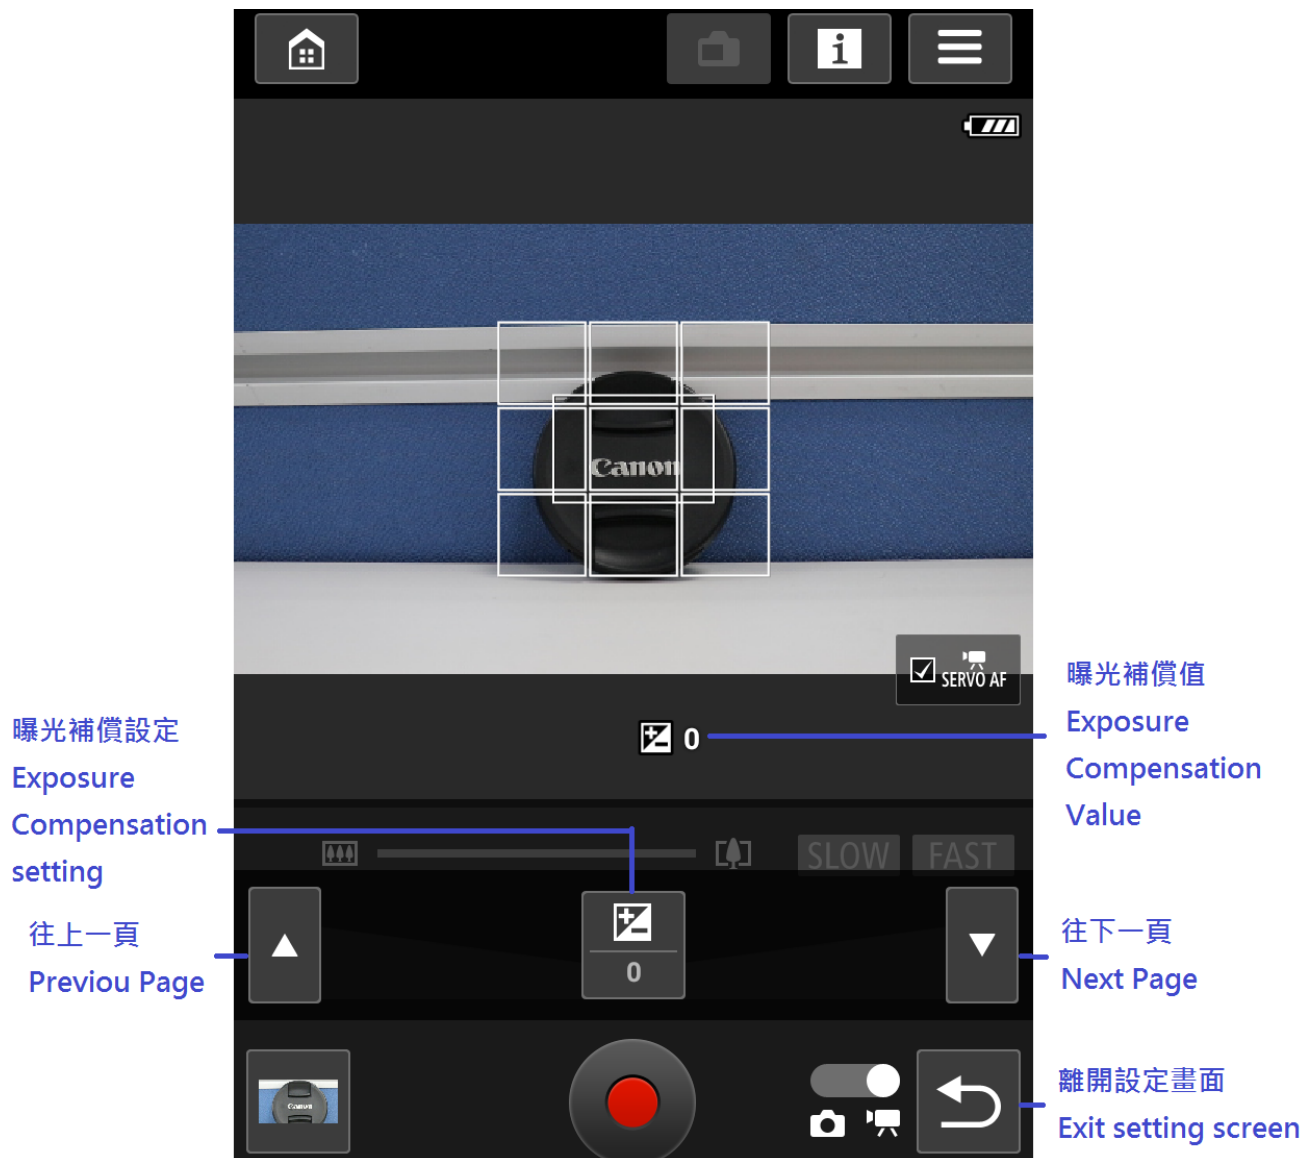 i
Canon
SERVO AF
曝光補償值
Exposure
Compensation
Value
0
曝光補償設定
Exposure
Compensation
setting
SLOW FAST
0
往上一頁
Previou Page
往下一頁
Next Page
Canon
離開設定畫面
Exit setting screen